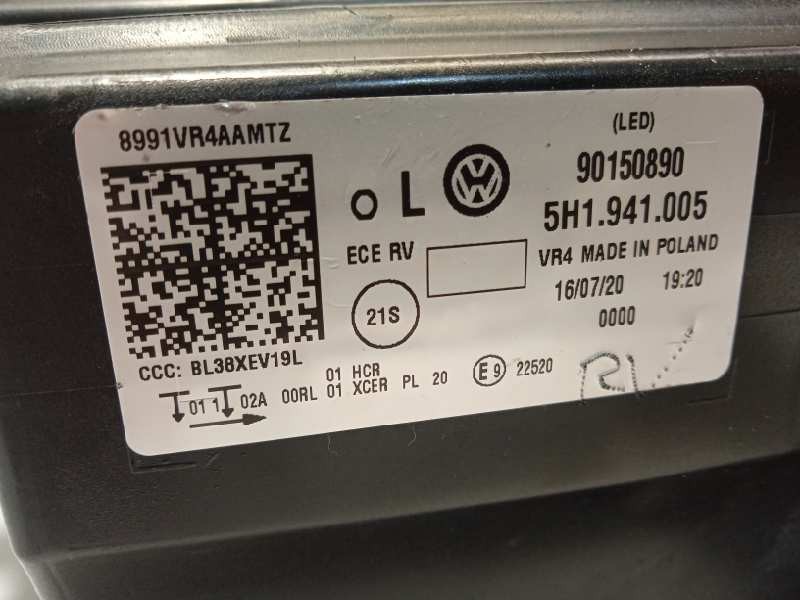 8991VR4AAMTZ
(LED)
90150890
O L
5H1.941.005
ECE RV
VR4 MADE IN POLAND
16/07/20 19:20
21S
0000
CCC: BL38XEV19L
01 HCR
01 1 02A 00RL 01 XCER PL 20 E9 22520